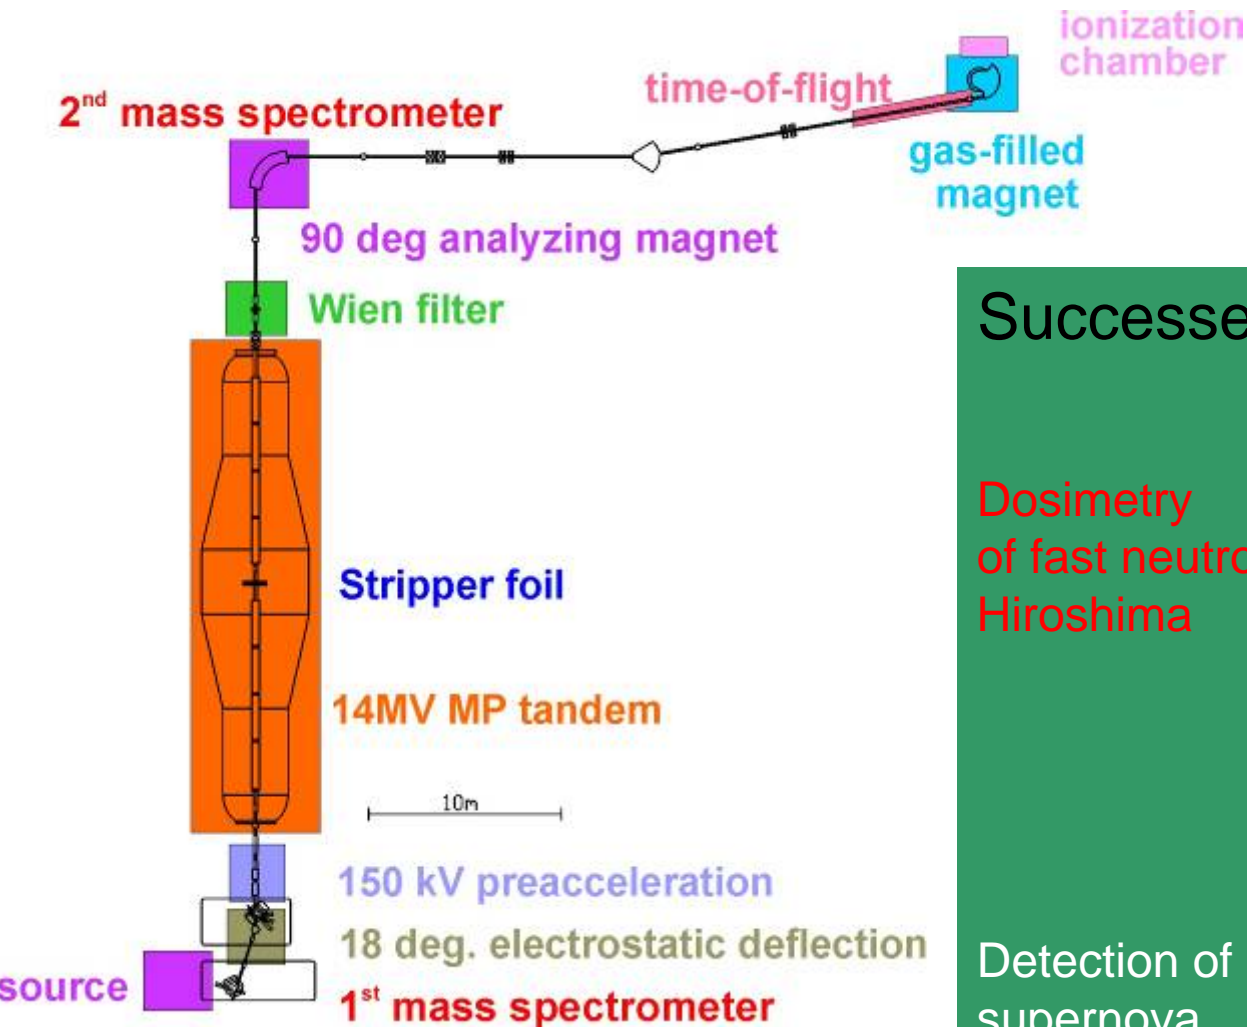 ionization
chamber
time-of-flight
2nd mass spectrometer
gas-filled
magnet
90 deg analyzing magnet
Wien filter
Stripper foil
14MV MP tandem
10m
150 kV preacceleration
18 deg. electrostatic deflection
source
1st mass spectrometer
Successe
Dosimetry
of fast neutro
Hiroshima
Detection of
supernova